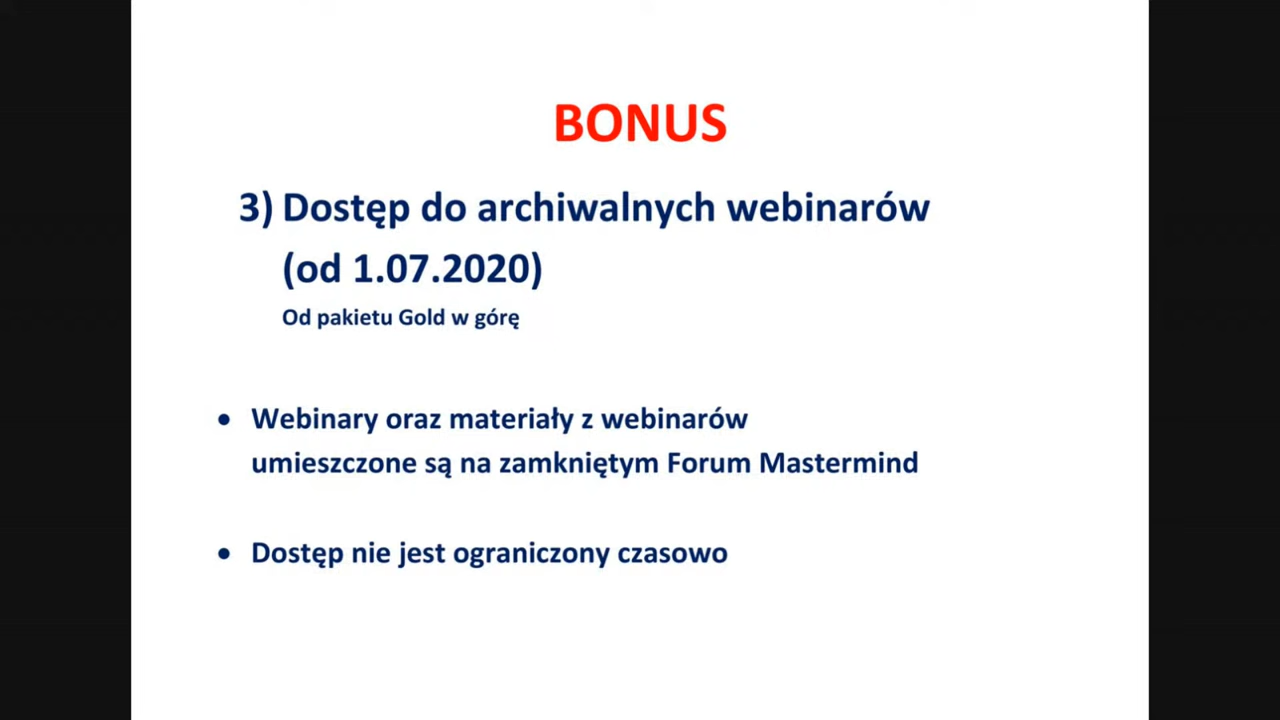 BONUS
3) Dostęp do archiwalnych webinarów
(od 1.07.2020)
Od pakietu Gold w górę
• Webinary oraz materiały z webinarów
umieszczone są na zamkniętym Forum Mastermind
• Dostęp nie jest ograniczony czasowo